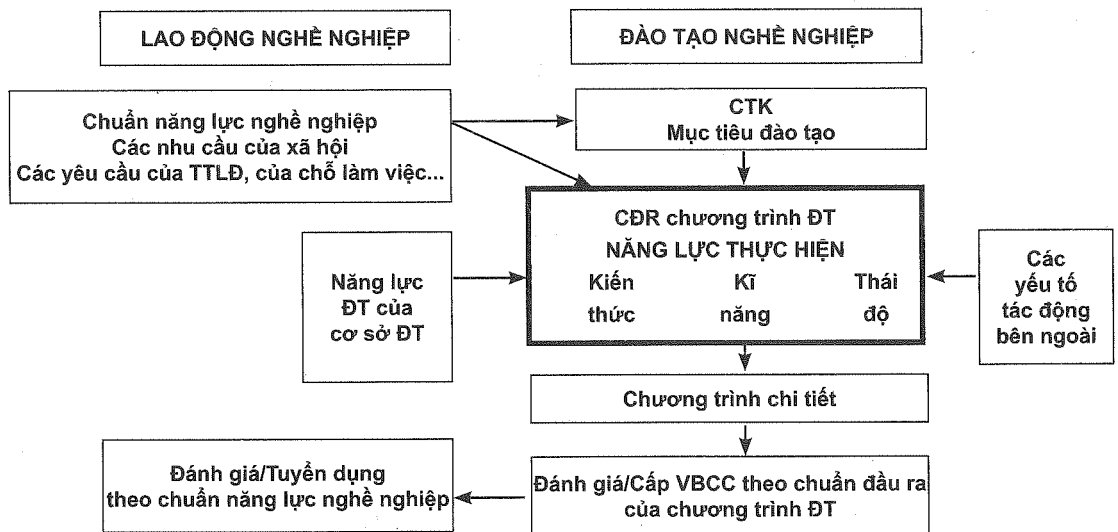 LAO ĐỘNG NGHỀ NGHIỆP
ĐÀO TẠO NGHỀ NGHIỆP
Chuẩn năng lực nghề nghiệp
Các nhu cầu của xã hội
Các yêu cầu của TTLĐ, của chỗ làm việc...
CTK
Mục tiêu đào tạo
CĐR chương trình ĐT
NĂNG LỰC THỰC HIỆN
Kiến Kĩ Thái
thức năng độ
Năng lực
ĐT của
cơ sở ĐT
Các
yếu tố
tác động
bên ngoài
Chương trình chi tiết
Đánh giá/Tuyển dụng
theo chuẩn năng lực nghề nghiệp
Đánh giá/Cấp VBCC theo chuẩn đầu ra
của chương trình ĐT